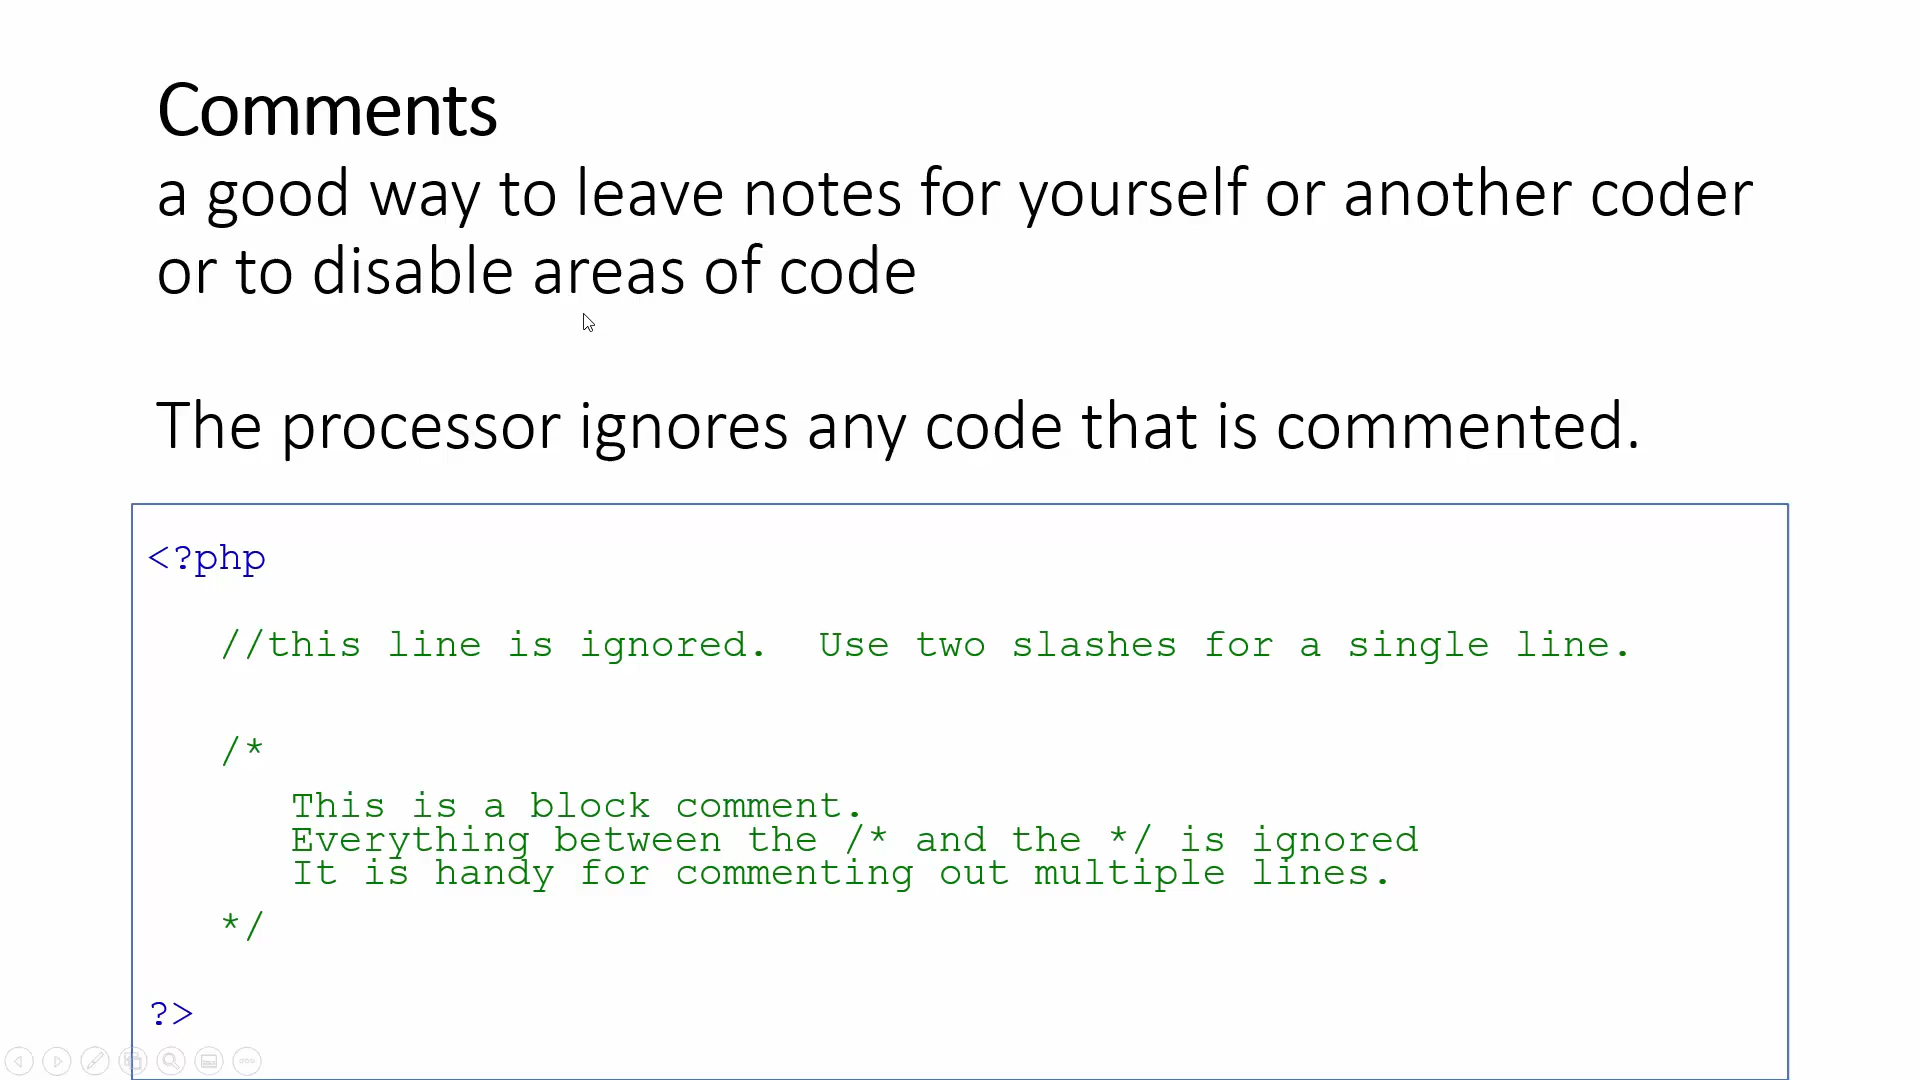 Comments
a good way to leave notes for yourself or another coder
or to disable areas of code
The processor ignores any code that is commented.
<?php
//this line is ignored.  Use two slashes for a single line.
/*
This is a block comment.
Everything between the /* and the */ is ignored
It is handy for commenting out multiple lines.
*/
?>